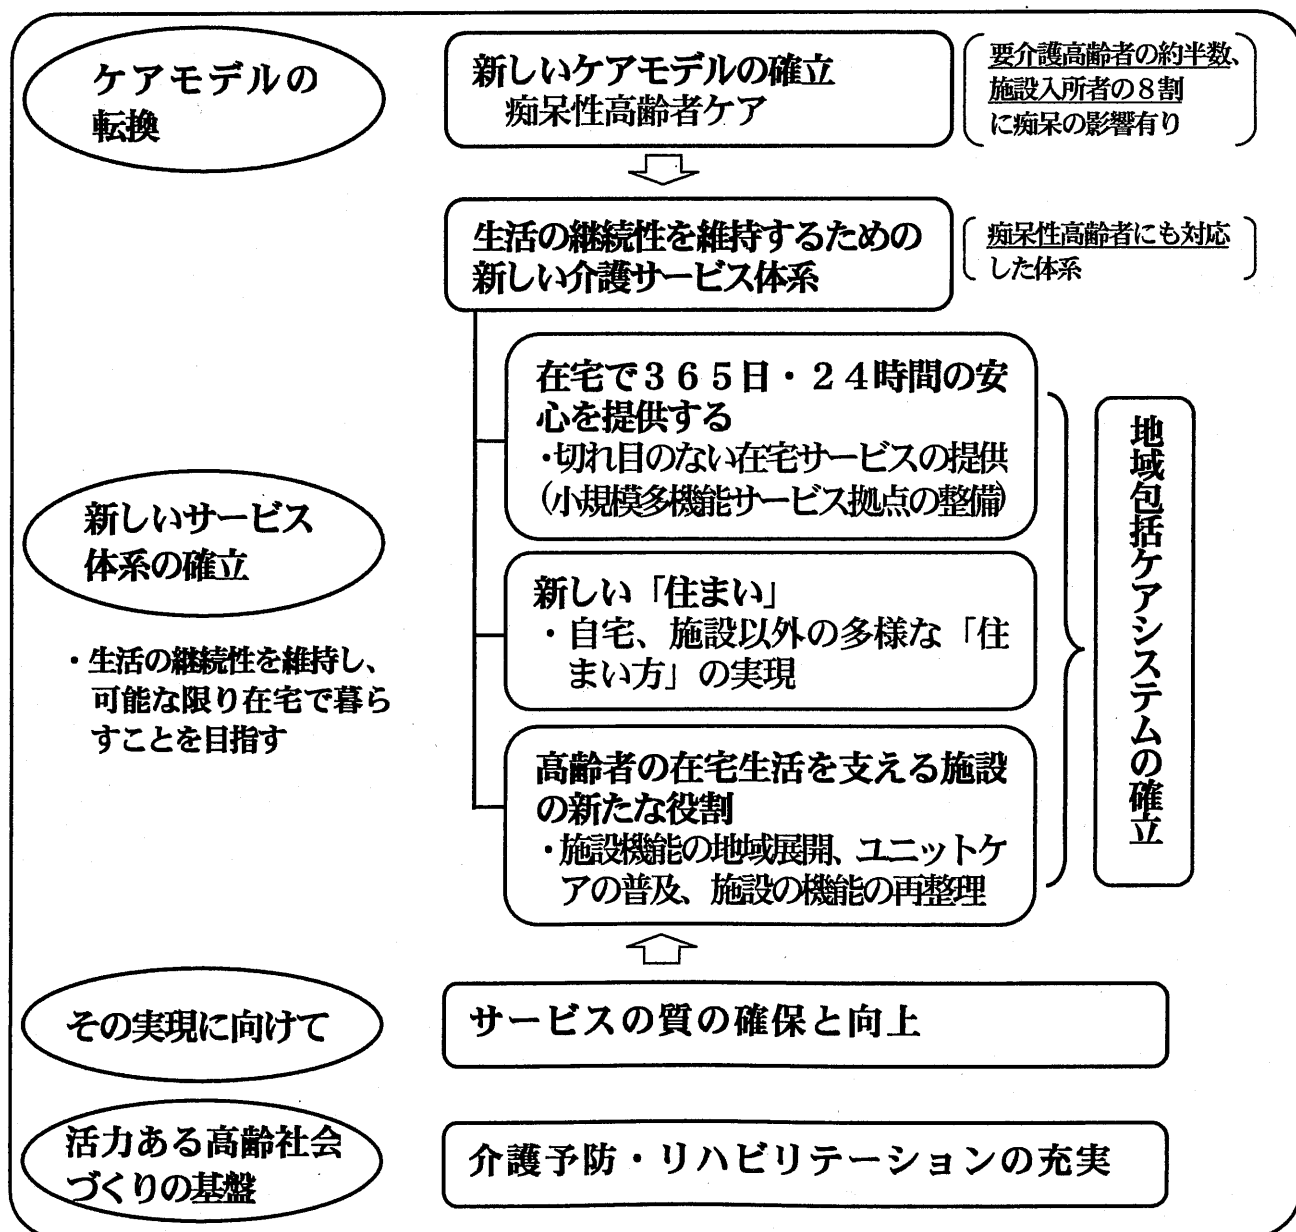 ケアモデルの
転換
新しいケアモデルの確立
痴呆性高齢者ケア
要介護高齢者の約半数、
施設入所者の８割
に痴呆の影響有り
生活の継続性を維持するための
新しい介護サービス体系
痴呆性高齢者にも対応
した体系
新しいサービス
体系の確立
・生活の継続性を維持し、
可能な限り在宅で暮ら
すことを目指す
在宅で３６５日・２４時間の安
心を提供する
・切れ目のない在宅サービスの提供
（小規模多機能サービス拠点の整備）
新しい「住まい」
・自宅、施設以外の多様な「住
まい方」の実現
高齢者の在宅生活を支える施設
の新たな役割
・施設機能の地域展開、ユニットケ
アの普及、施設の機能の再整理
地域包括ケアシステムの確立
その実現に向けて
サービスの質の確保と向上
活力ある高齢社会
づくりの基盤
介護予防・リハビリテーションの充実